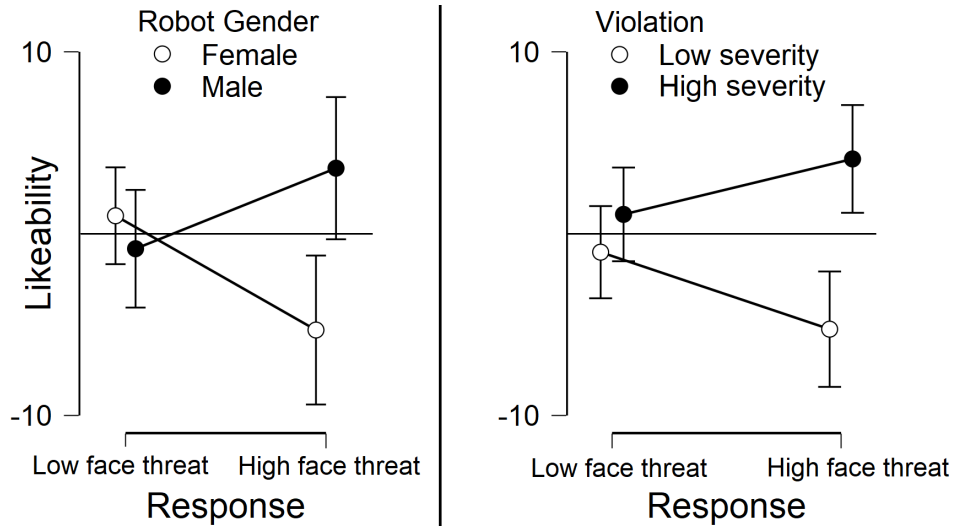 Robot Gender
Female
Male
10
Likeability
-10
Low face threat
High face threat
Response
Violation
Low severity
High severity
10
-10
Low face threat
High face threat
Response